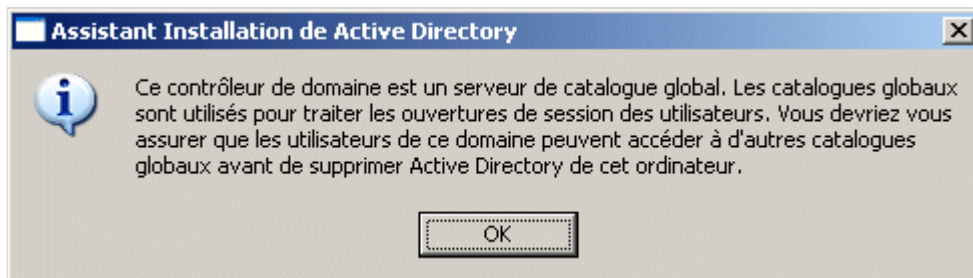 Assistant Installation de Active Directory
Ce contrôleur de domaine est un serveur de catalogue global. Les catalogues globaux
sont utilisés pour traiter les ouvertures de session des utilisateurs. Vous devriez vous
assurer que les utilisateurs de ce domaine peuvent accéder à d'autres catalogues
globaux avant de supprimer Active Directory de cet ordinateur.
OK